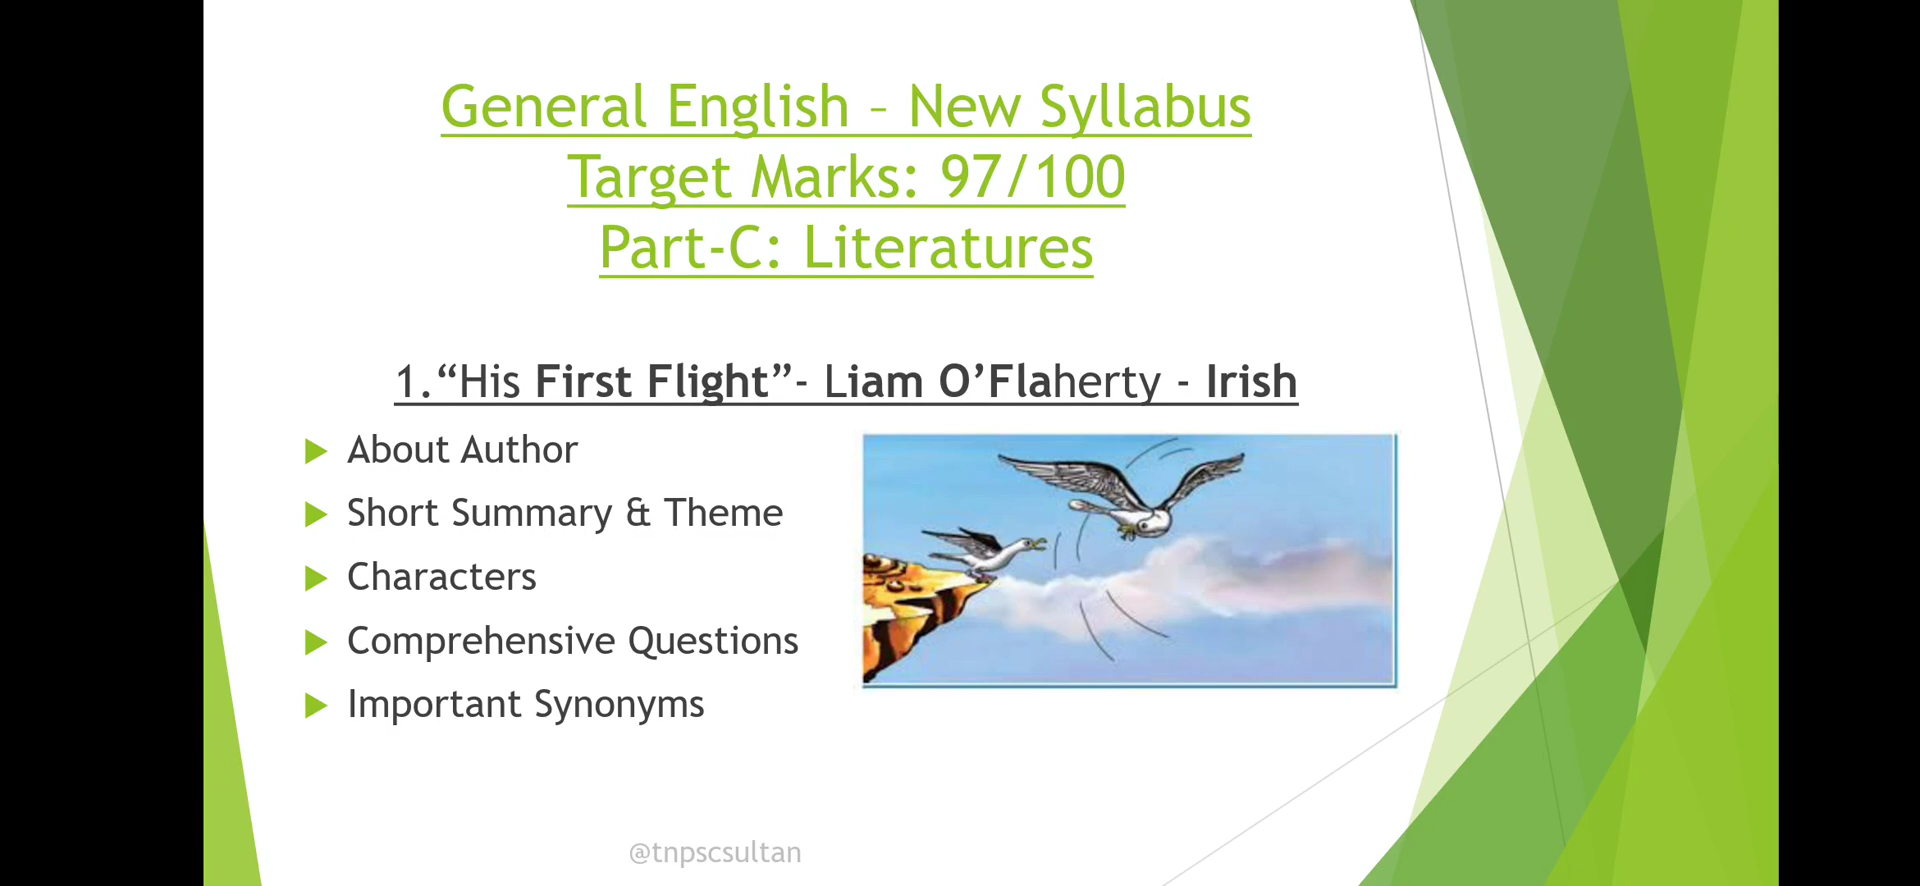 General English – New Syllabus
Target Marks: 97/100
Part-C: Literatures
1.“His First Flight”- Liam O’Flaherty - Irish
About Author
Short Summary & Theme
Characters
Comprehensive Questions
Important Synonyms
@tnpscsultan